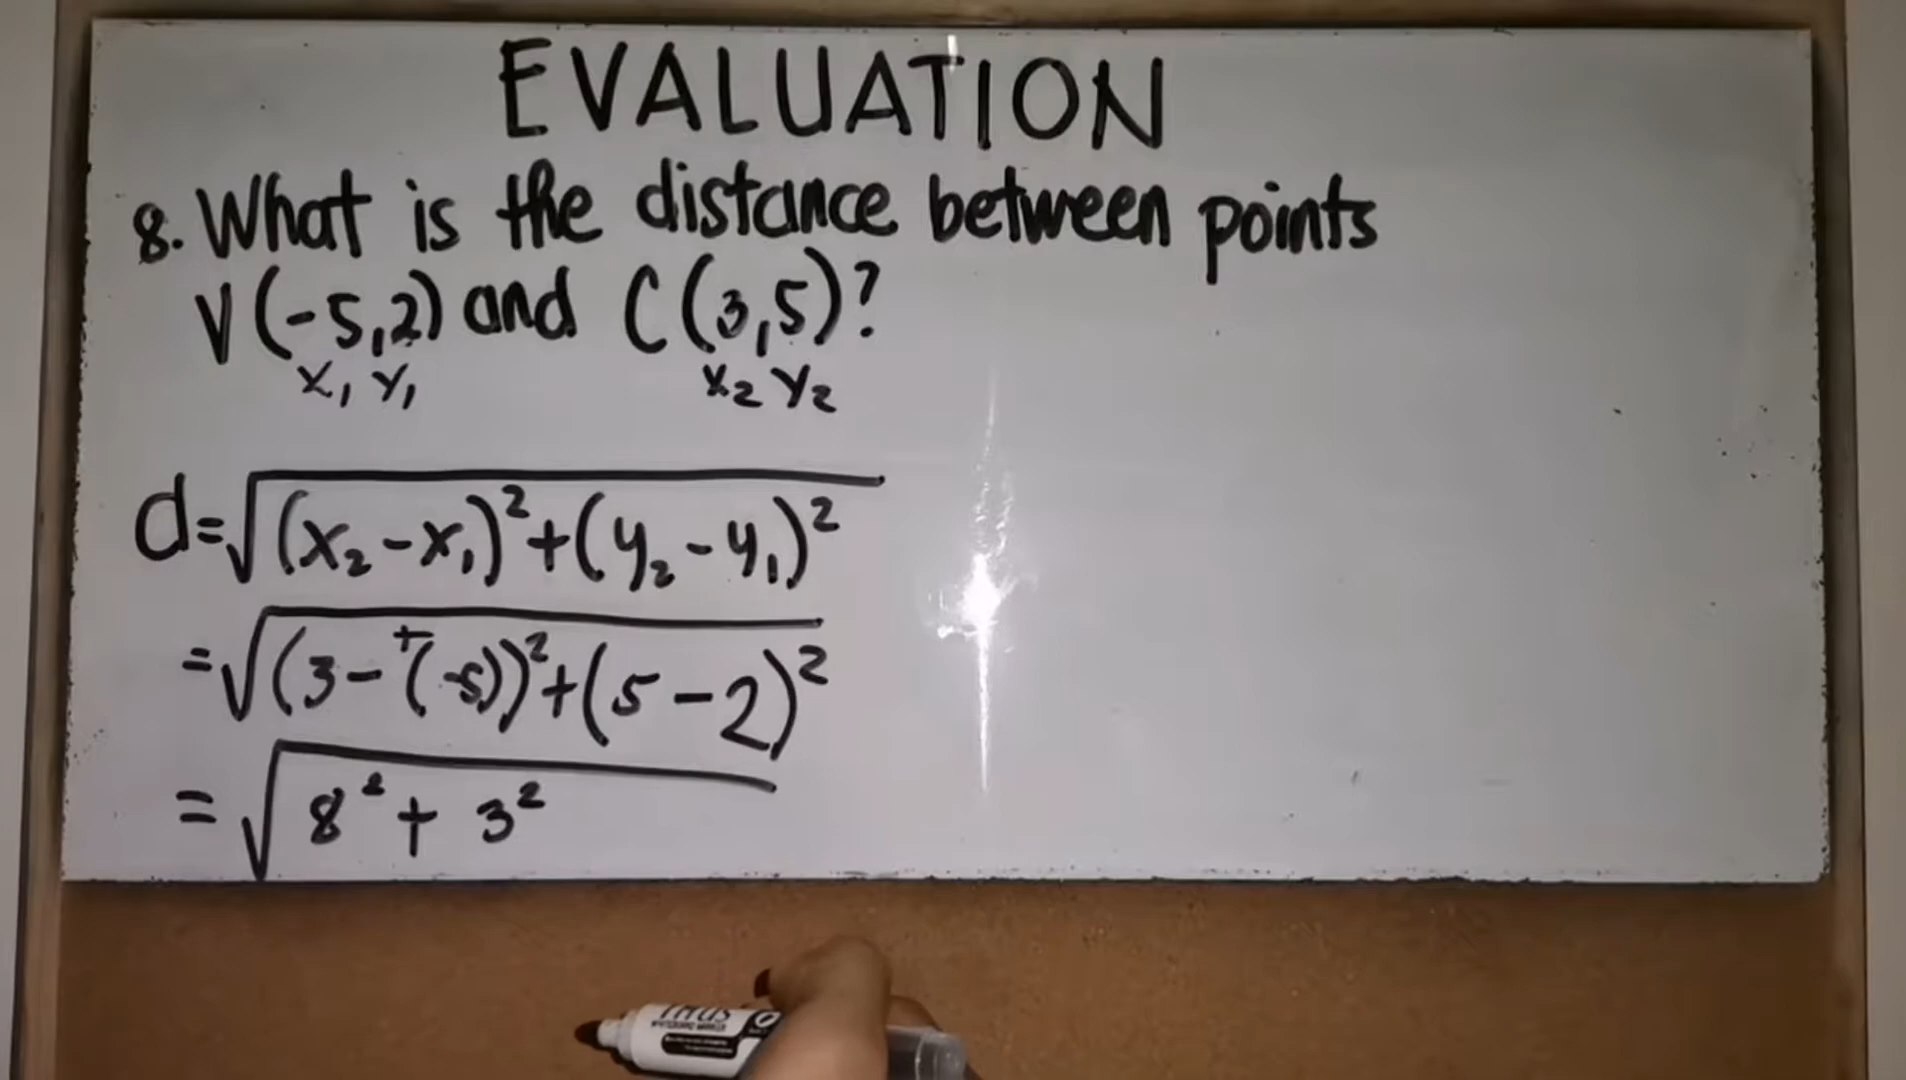 EVALUATION
8. What is the distance between points
V(-5,2) and C(3,5)?
x₁ y₁ x₂ y₂
d=√(x₂-x₁)²+(y₂-y₁)²
=√(3-⁺(-5))²+(5-2)²
=√8²+3²